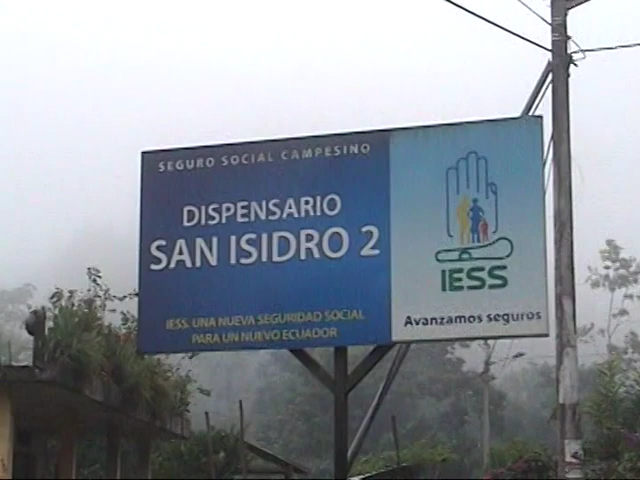 SEGURO SOCIAL CAMPESINO
DISPENSARIO
SAN ISIDRO 2
IESS. UNA NUEVA SEGURIDAD SOCIAL
PARA UN NUEVO ECUADOR
IESS
Avanzamos seguros